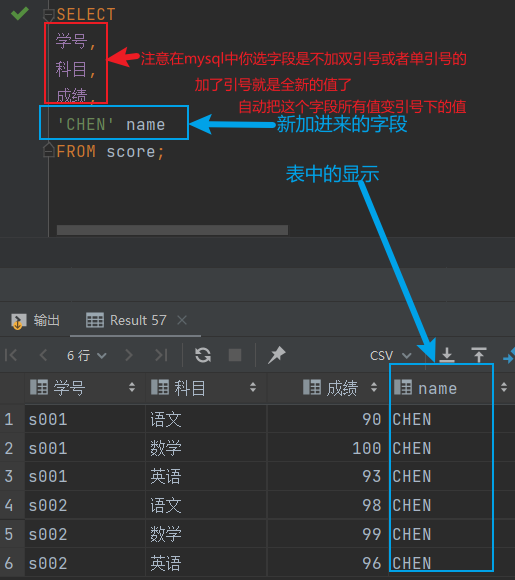 SELECT
学号,
科目,
成绩,
'CHEN' name
FROM score;
注意在mysql中你选字段是不加双引号或者单引号的
加了引号就是全新的值了
自动把这个字段所有值变引号下的值
新加进来的字段
表中的显示
输出 Result 57
6 行 CSV
学号 科目 成绩 name
1 s001 语文 90 CHEN
2 s001 数学 100 CHEN
3 s001 英语 93 CHEN
4 s002 语文 98 CHEN
5 s002 数学 99 CHEN
6 s002 英语 96 CHEN